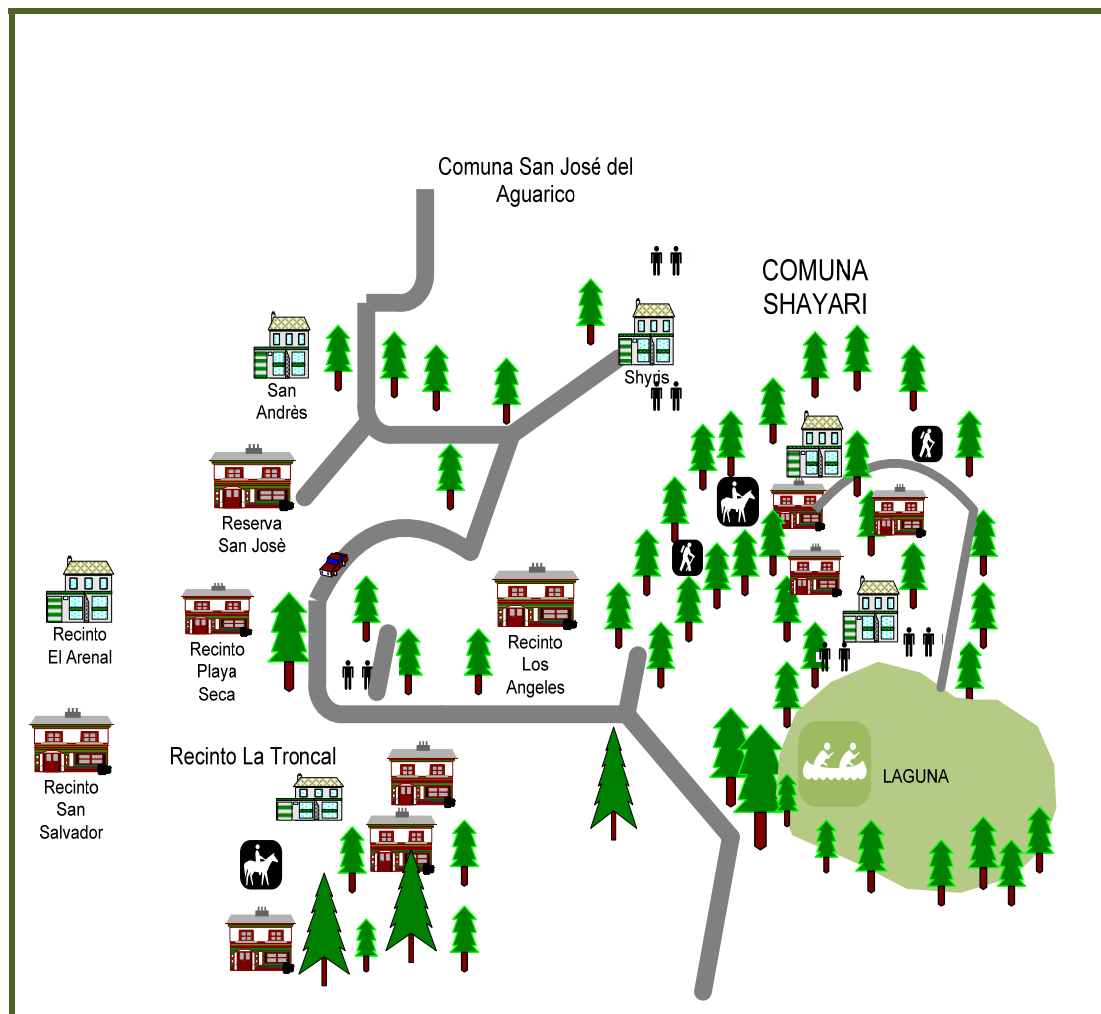 Comuna San José del
Aguarico
COMUNA
SHAYARI
Shyris
San
Andrès
Reserva
San Josè
Recinto
El Arenal
Recinto
Playa
Seca
Recinto
Los
Angeles
Recinto La Troncal
Recinto
San
Salvador
LAGUNA